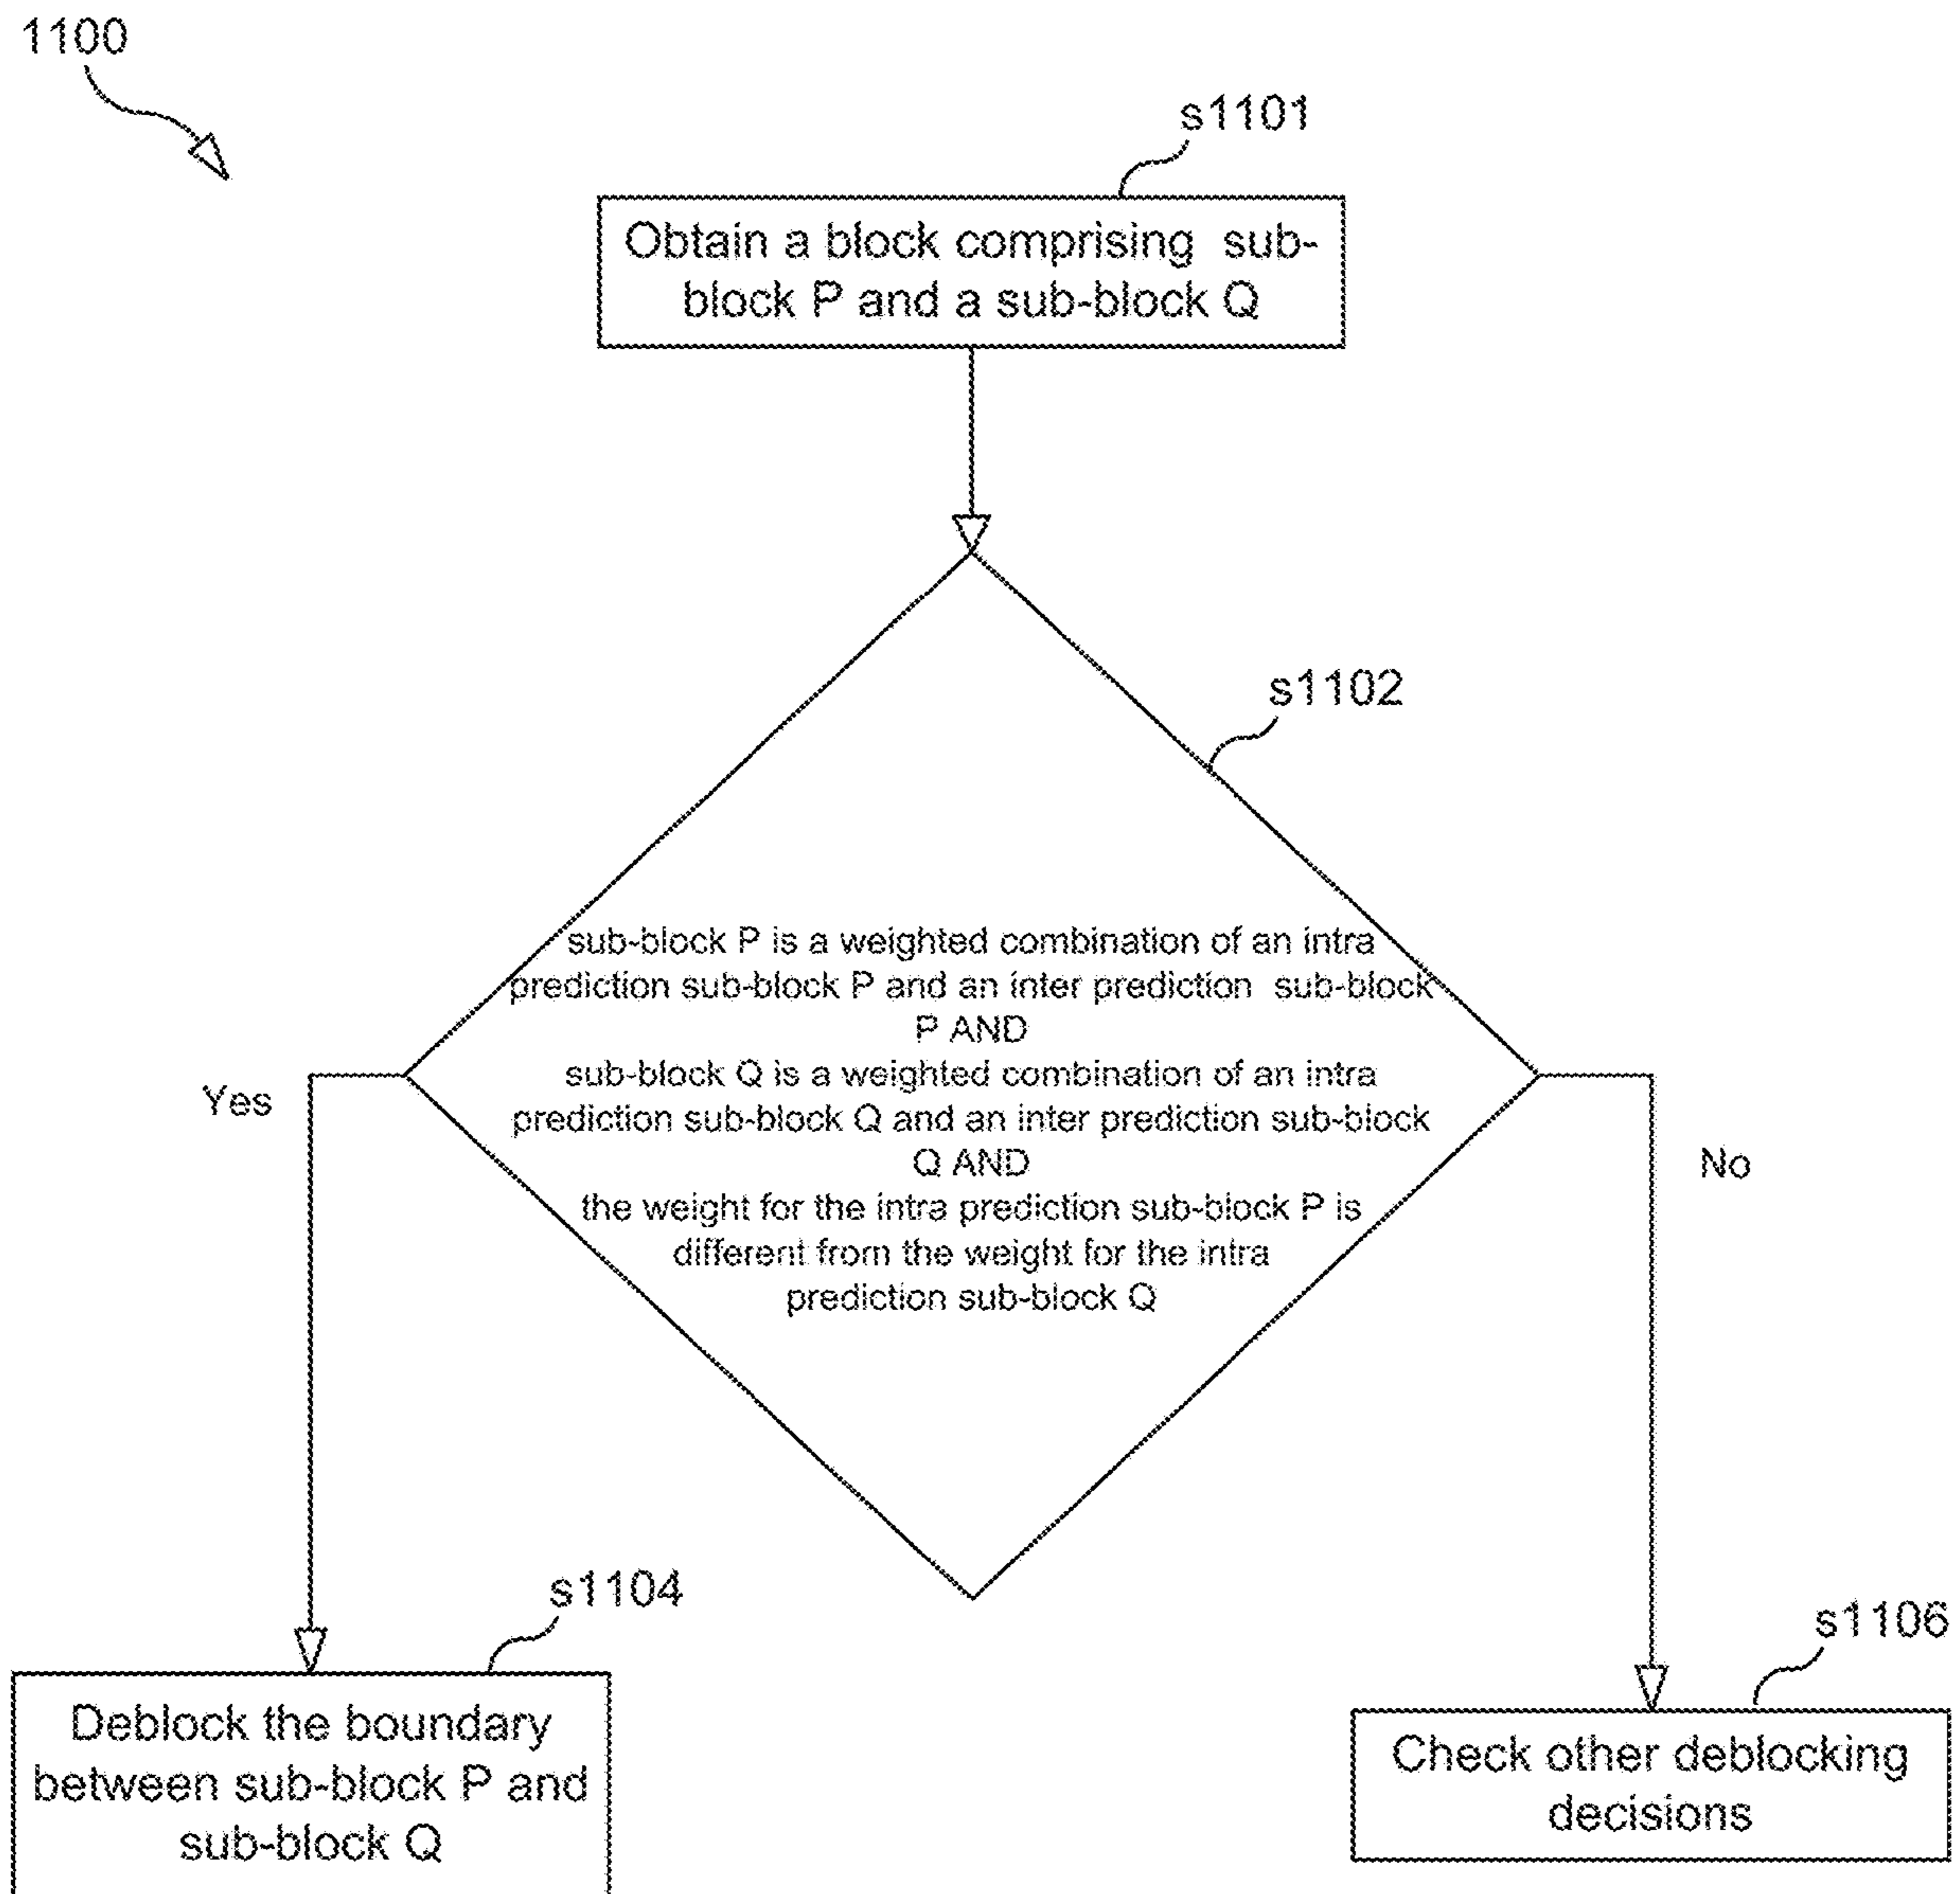 1100
s1101
Obtain a block comprising sub-
block P and a sub-block Q
s1102
sub-block P is a weighted combination of an intra
prediction sub-block P and an inter prediction sub-block
P AND
sub-block Q is a weighted combination of an intra
prediction sub-block Q and an inter prediction sub-block
Q AND
the weight for the intra prediction sub-block P is
different from the weight for the intra
prediction sub-block Q
Yes
No
s1104
Deblock the boundary
between sub-block P and
sub-block Q
s1106
Check other deblocking
decisions